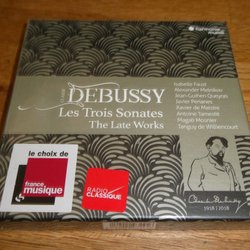 harmonia
mundi
CLAUDE
DEBUSSY
Les Trois Sonates
The Late Works
Isabelle Faust
Alexander Melnikov
Jean-Guihen Queyras
Javier Perianes
Xavier de Maistre
Antoine Tamestit
Magali Mosnier
Tanguy de Williencourt
le choix de
france
musique
RADIO
CLASSIQUE
1918 | 2018